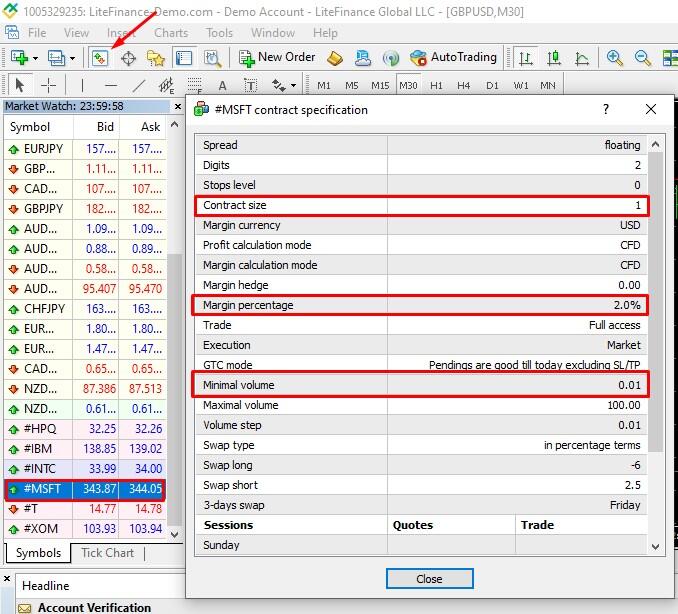 1005329235: LiteFinance-Demo.com - Demo Account - LiteFinance Global LLC - [GBPUSD,M30]
File View Insert Charts Tools Window Help
New Order AutoTrading
A T M1 M5 M15 M30 H1 H4 D1 W1 MN
Market Watch: 23:59:58
Symbol Bid Ask
EURJPY 157.... 157....
GBP... 1.11... 1.11...
CAD... 107.... 107....
GBPJPY 182.... 182....
AUD... 1.09... 1.09...
AUD... 0.88... 0.89...
AUD... 0.58... 0.58...
AUD... 95.407 95.470
CHFJPY 163.... 163....
EUR... 1.80... 1.80...
EUR... 1.47... 1.47...
CAD... 0.65... 0.65...
NZD... 87.386 87.513
NZD... 0.61... 0.61...
#HPQ 32.25 32.26
#IBM 138.85 139.02
#INTC 33.99 34.00
#MSFT 343.87 344.05
#T 14.77 14.78
#XOM 103.93 103.94
Symbols Tick Chart
#MSFT contract specification
Spread floating
Digits 2
Stops level 0
Contract size 1
Margin currency USD
Profit calculation mode CFD
Margin calculation mode CFD
Margin hedge 0.00
Margin percentage 2.0%
Trade Full access
Execution Market
GTC mode Pendings are good till today excluding SL/TP
Minimal volume 0.01
Maximal volume 100.00
Volume step 0.01
Swap type in percentage terms
Swap long -6
Swap short 2.5
3-days swap Friday
Sessions Quotes Trade
Sunday
Close
Headline
Account Verification